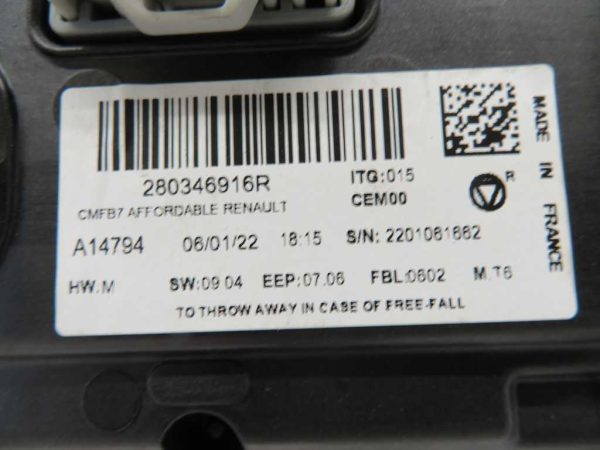 280346916R
ITG:015
CMFB7 AFFORDABLE RENAULT
CEM00
R
A14794 06/01/22 18:15 S/N: 2201061662
HW:M SW:09.04 EEP:07.06 FBL:0602 M.T6
TO THROW AWAY IN CASE OF FREE-FALL
MADE IN FRANCE